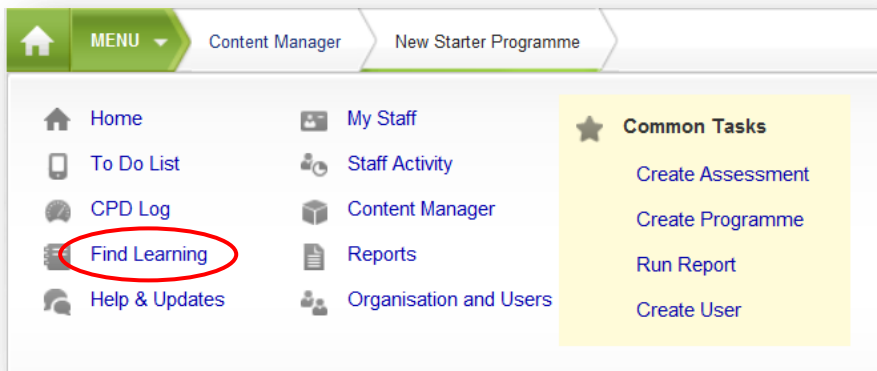 MENU Content Manager New Starter Programme
Home
To Do List
CPD Log
Find Learning
Help & Updates
My Staff
Staff Activity
Content Manager
Reports
Organisation and Users
Common Tasks
Create Assessment
Create Programme
Run Report
Create User